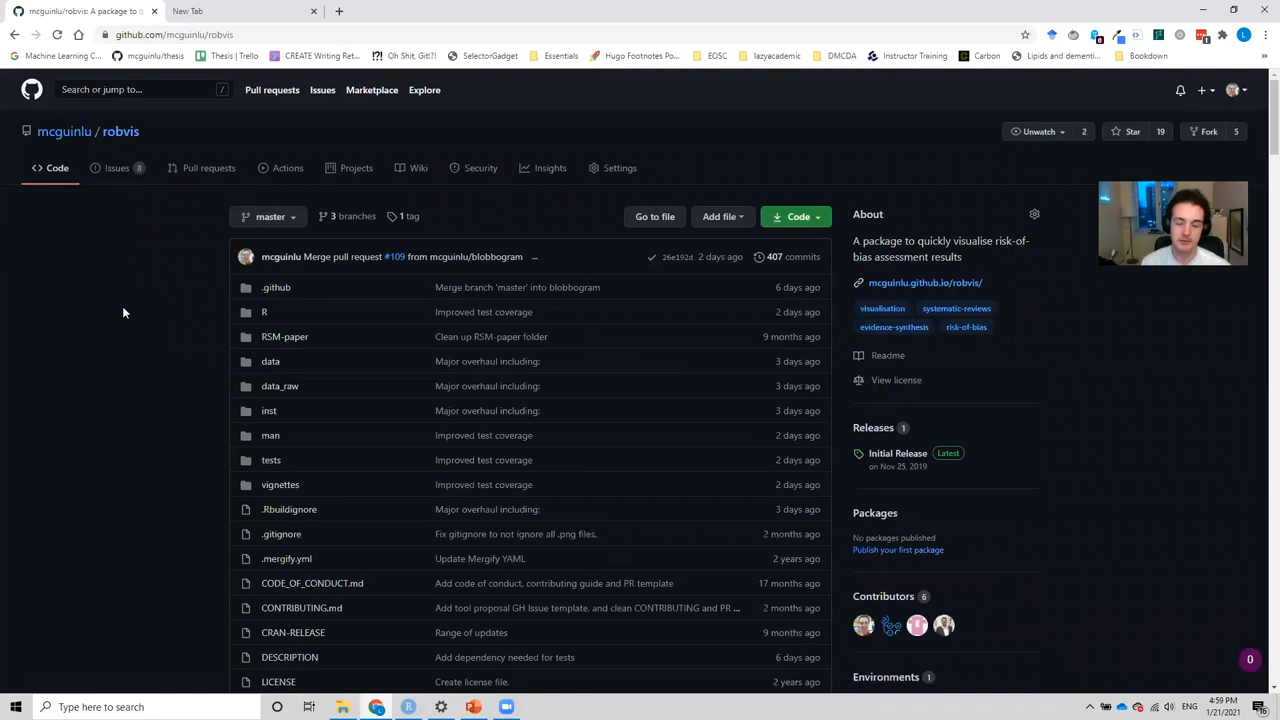 mcguinlu/robvis: A package to q
New Tab
github.com/mcguinlu/robvis
Machine Learning C...
mcguinlu/thesis
Thesis | Trello
CREATE Writing Ret...
Oh Shit, Git!?!
SelectorGadget
Essentials
Hugo Footnotes Po...
EOSC
lazyacademic
DMCDA
Instructor Training
Carbon
Lipids and dementi...
Bookdown
Search or jump to...
/
Pull requests
Issues
Marketplace
Explore
mcguinlu / robvis
Unwatch 2
Star 19
Fork 5
Code
Issues 8
Pull requests
Actions
Projects
Wiki
Security
Insights
Settings
master
3 branches
1 tag
Go to file
Add file
Code
mcguinlu Merge pull request #109 from mcguinlu/blobbogram ... 26e192d 2 days ago 407 commits
.github Merge branch 'master' into blobbogram 6 days ago
R Improved test coverage 2 days ago
RSM-paper Clean up RSM-paper folder 9 months ago
data Major overhaul including: 3 days ago
data_raw Major overhaul including: 3 days ago
inst Major overhaul including: 3 days ago
man Improved test coverage 2 days ago
tests Improved test coverage 2 days ago
vignettes Improved test coverage 2 days ago
.Rbuildignore Major overhaul including: 3 days ago
.gitignore Fix gitignore to not ignore all .png files. 2 months ago
.mergify.yml Update Mergify YAML 2 years ago
CODE_OF_CONDUCT.md Add code of conduct, contributing guide and PR template 17 months ago
CONTRIBUTING.md Add tool proposal GH Issue template, and clean CONTRIBUTING and PR ... 2 months ago
CRAN-RELEASE Range of updates 9 months ago
DESCRIPTION Add dependency needed for tests 6 days ago
LICENSE Create license file. 2 years ago
About
A package to quickly visualise risk-of-
bias assessment results
mcguinlu.github.io/robvis/
visualisation
systematic-reviews
evidence-synthesis
risk-of-bias
Readme
View license
Releases 1
Initial Release Latest
on Nov 25, 2019
Packages
No packages published
Publish your first package
Contributors 6
Environments 1
0
Type here to search
ENG
4:59 PM
1/21/2021